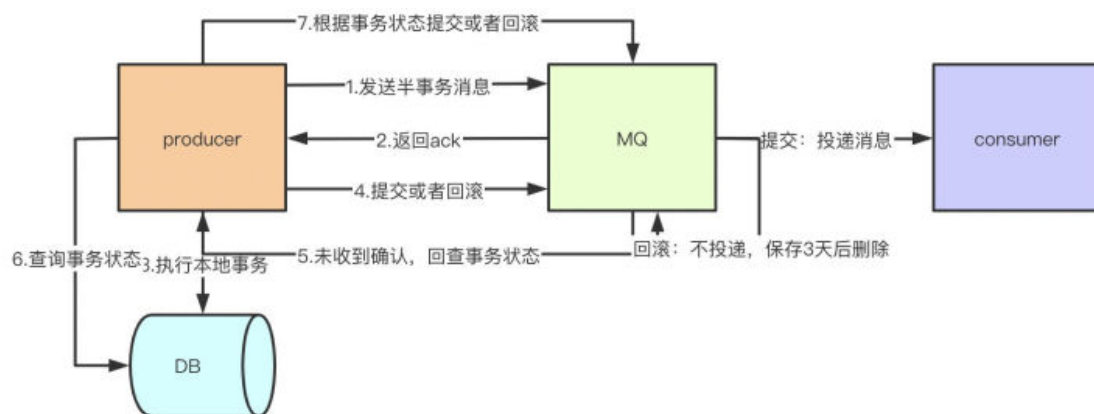 7.根据事务状态提交或者回滚
1.发送半事务消息
producer
2.返回ack
MQ
提交：投递消息
consumer
4.提交或者回滚
6.查询事务状态
3.执行本地事务
5.未收到确认，回查事务状态
回滚：不投递，保存3天后删除
DB